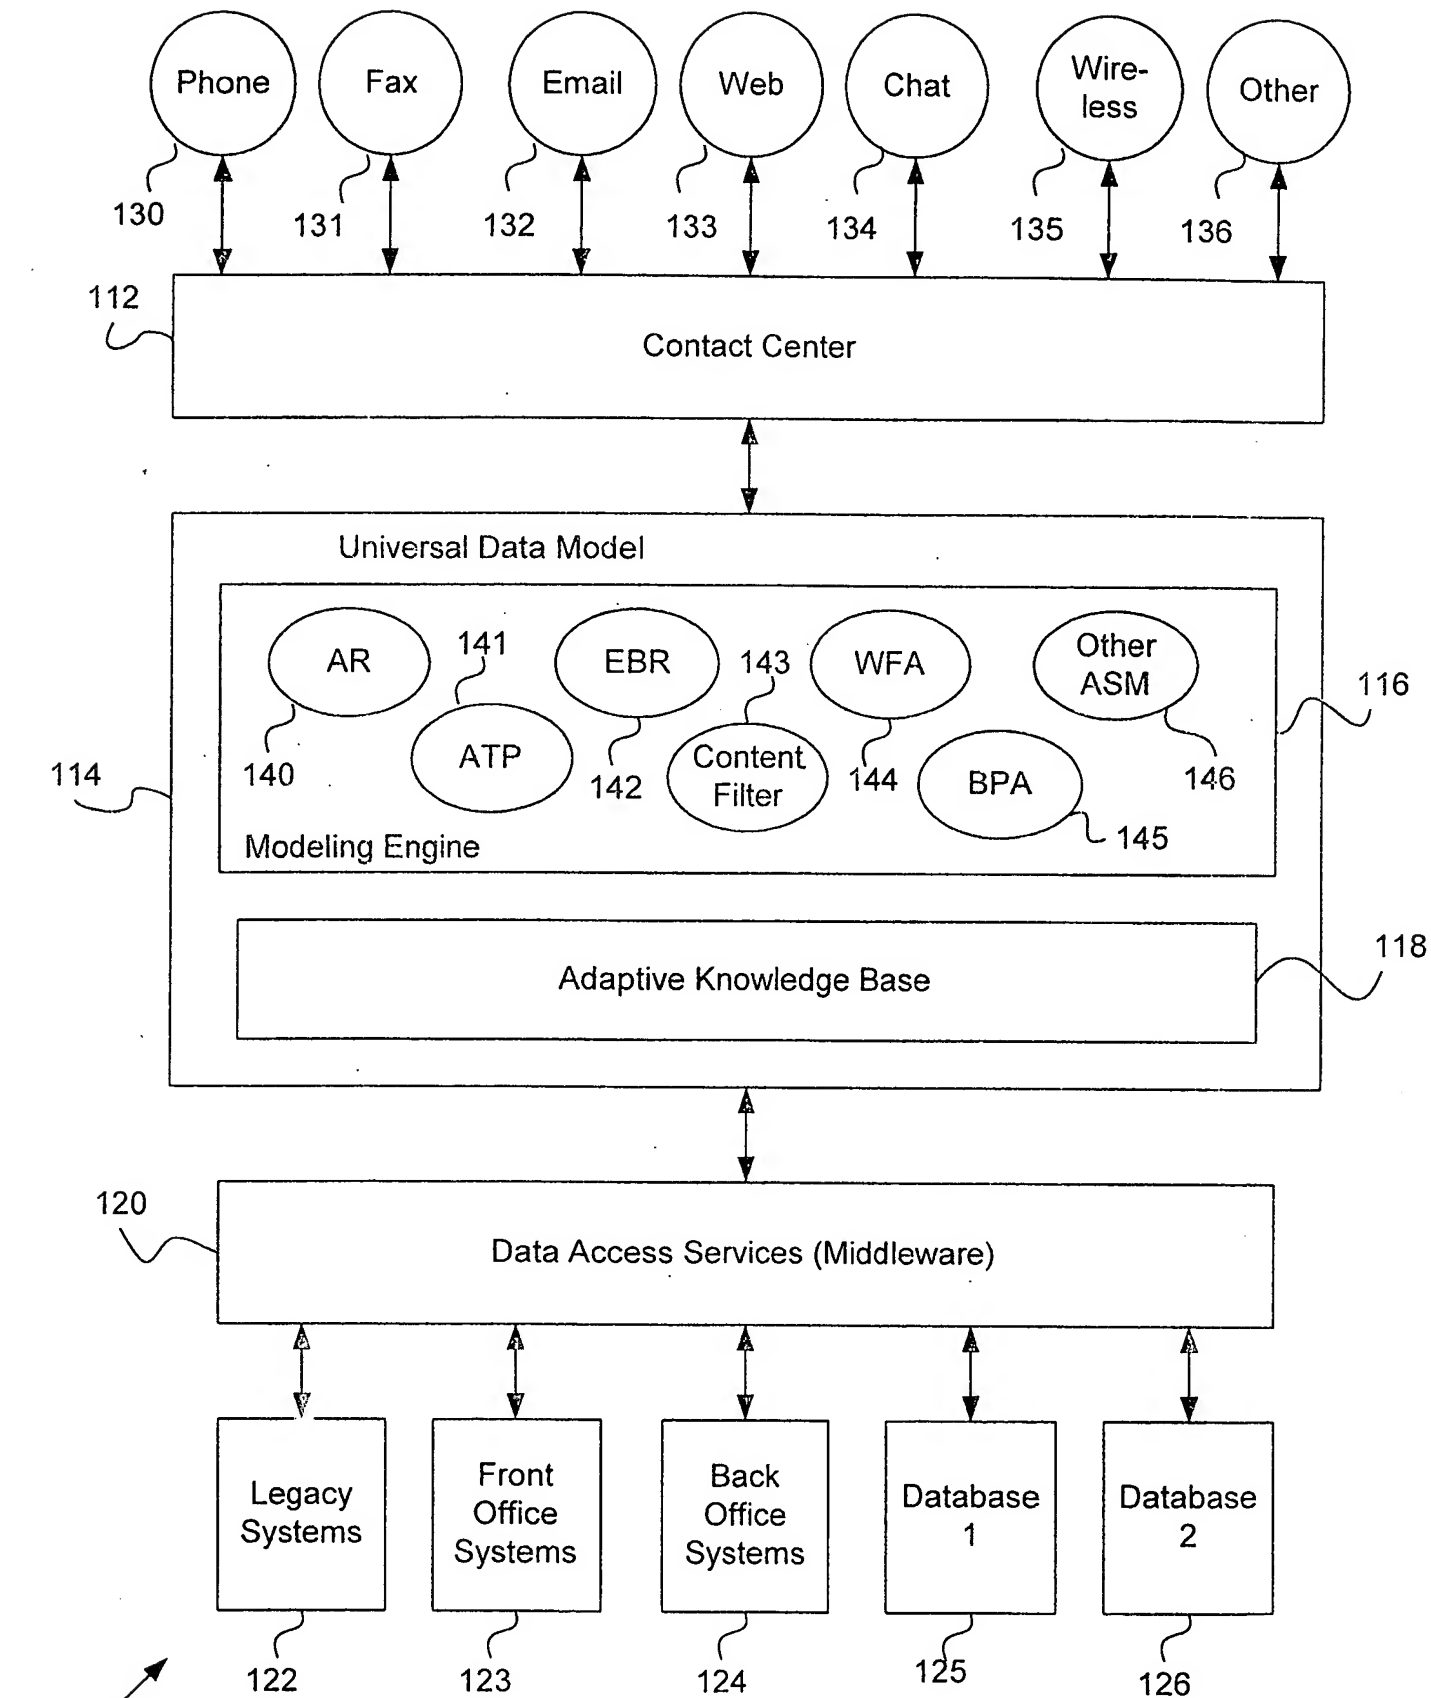 Phone
Fax
Email
Web
Chat
Wire-
less
Other
130
131
132
133
134
135
136
112
Contact Center
Universal Data Model
AR
141
EBR
143
WFA
Other
ASM
116
140
ATP
142
Content
Filter
144
BPA
146
114
145
Modeling Engine
118
Adaptive Knowledge Base
120
Data Access Services (Middleware)
Legacy
Systems
Front
Office
Systems
Back
Office
Systems
Database
1
Database
2
122
123
124
125
126